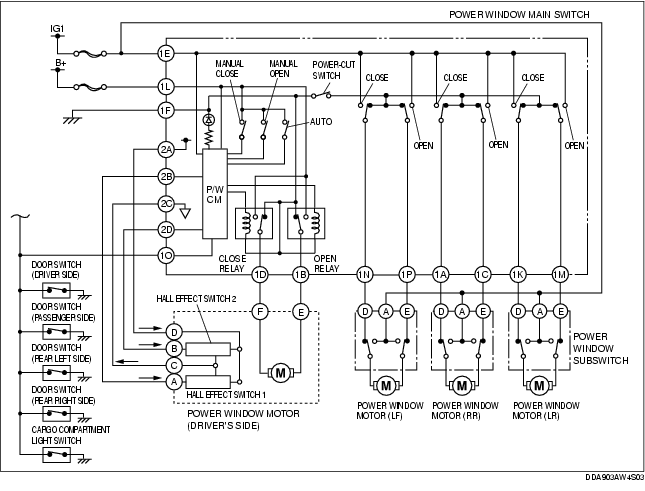 POWER WINDOW MAIN SWITCH
IG1
B+
1E
1L
1F
2A
2B
2C
2D
1O
MANUAL
CLOSE
MANUAL
OPEN
POWER-CUT
SWITCH
AUTO
CLOSE
OPEN
CLOSE
OPEN
CLOSE
OPEN
P/W
CM
CLOSE
RELAY
OPEN
RELAY
1D
1B
1N
1P
1A
1C
1K
1M
DOOR SWITCH
(DRIVER SIDE)
DOOR SWITCH
(PASSENGER SIDE)
DOOR SWITCH
(REAR LEFT SIDE)
DOOR SWITCH
(REAR RIGHT SIDE)
CARGO COMPARTMENT
LIGHT SWITCH
HALL EFFECT SWITCH 2
F
E
D
B
C
A
M
HALL EFFECT SWITCH 1
POWER WINDOW MOTOR
(DRIVER'S SIDE)
D
A
E
D
A
E
D
A
E
M
M
M
POWER
WINDOW
SUBSWITCH
POWER WINDOW
MOTOR (LF)
POWER WINDOW
MOTOR (RR)
POWER WINDOW
MOTOR (LR)
DDA903AW4S03